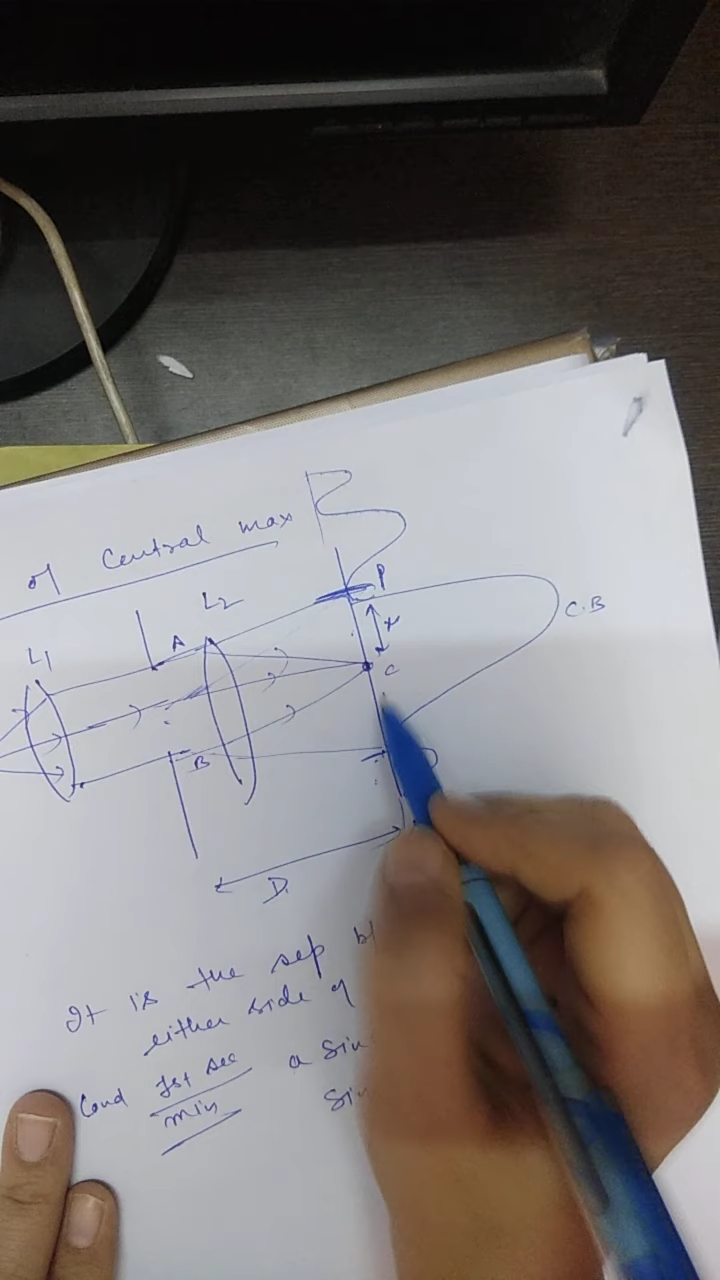 of Central max
L2
P
C.B
A
x
L1
C
B
D
It is the sep
either side of
Cond 1st sec a sin
min sin